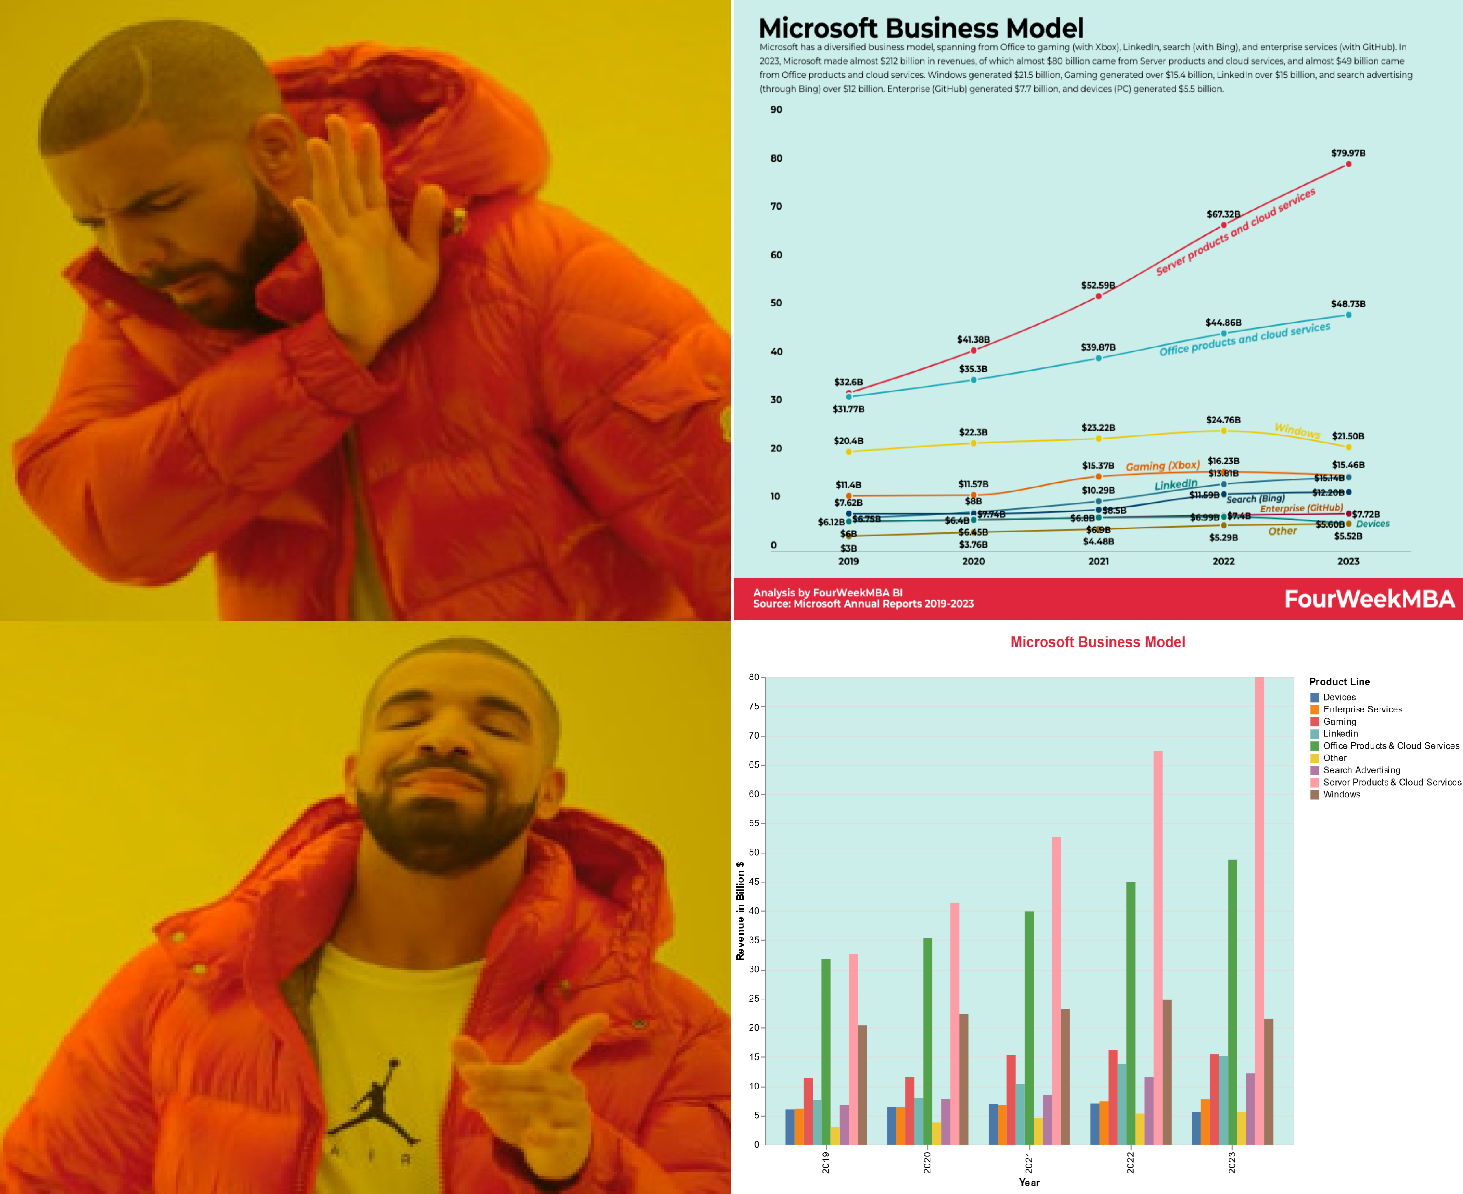 Microsoft Business Model
Microsoft has a diversified business model, spanning from Office to gaming (with Xbox), LinkedIn, search (with Bing), and enterprise services (with GitHub). In
2023, Microsoft made almost $212 billion in revenues, of which almost $80 billion came from Server products and cloud services, and almost $49 billion came
from Office products and cloud services. Windows generated $21.5 billion, Gaming generated over $15.4 billion, LinkedIn over $15 billion, and search advertising
(through Bing) over $12 billion. Enterprise (GitHub) generated $7.7 billion, and devices (PC) generated $5.5 billion.
90
80
70
60
50
40
30
20
10
0
$79.97B
$67.32B
Server products and cloud services
$52.59B
$48.73B
$44.86B
Office products and cloud services
$41.38B
$39.87B
$35.3B
$32.6B
$31.77B
$20.4B
$22.3B
$23.22B
$24.76B
Windows
$21.50B
$11.4B
$11.57B
$15.37B
Gaming (Xbox)
$16.23B
$15.46B
$7.62B
$8B
$10.29B
LinkedIn
$13.81B
$15.14B
$6.12B
$6.75B
$6.4B
$7.74B
$6.8B
$8.5B
$11.59B
Search (Bing)
$12.20B
$6.99B
$7.4B
Enterprise (GitHub)
$7.72B
$6B
$6.45B
$6.9B
Other
$5.60B
Devices
$3B
$3.76B
$4.48B
$5.29B
$5.52B
2019
2020
2021
2022
2023
Analysis by FourWeekMBA BI
Source: Microsoft Annual Reports 2019-2023
FourWeekMBA
Microsoft Business Model
80
75
70
65
60
55
50
45
40
35
30
25
20
15
10
5
0
Revenue in Billion $
2019
2020
2021
2022
2023
Year
Product Line
Devices
Enterprise Services
Gaming
Linkedin
Office Products & Cloud Services
Other
Search Advertising
Server Products & Cloud Services
Windows
AIR